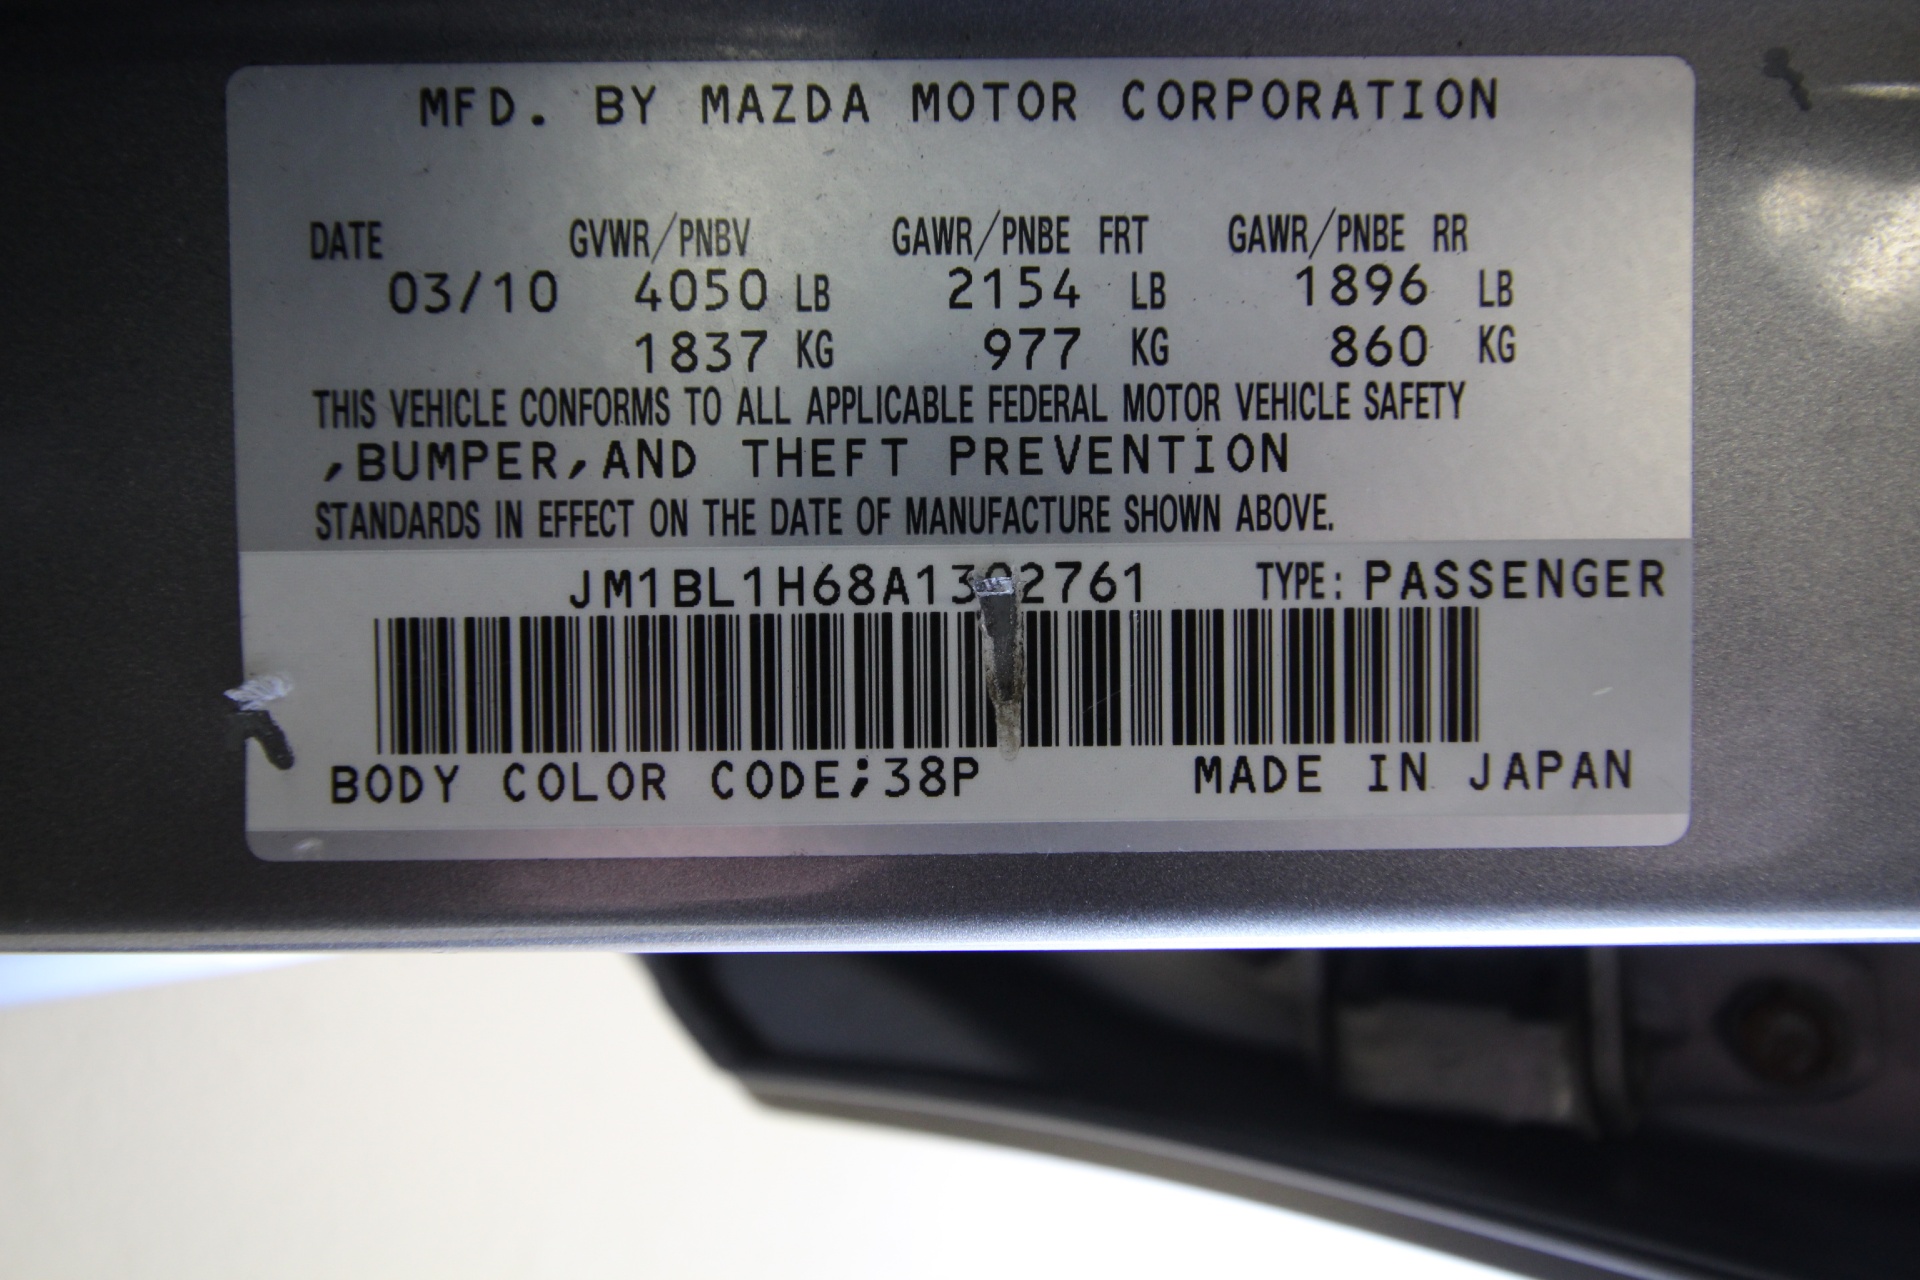 MFD. BY MAZDA MOTOR CORPORATION
DATE GVWR/PNBV GAWR/PNBE FRT GAWR/PNBE RR
03/10 4050 LB 2154 LB 1896 LB
1837 KG 977 KG 860 KG
THIS VEHICLE CONFORMS TO ALL APPLICABLE FEDERAL MOTOR VEHICLE SAFETY
,BUMPER,AND THEFT PREVENTION
STANDARDS IN EFFECT ON THE DATE OF MANUFACTURE SHOWN ABOVE.
JM1BL1H68A1302761 TYPE: PASSENGER
BODY COLOR CODE;38P MADE IN JAPAN